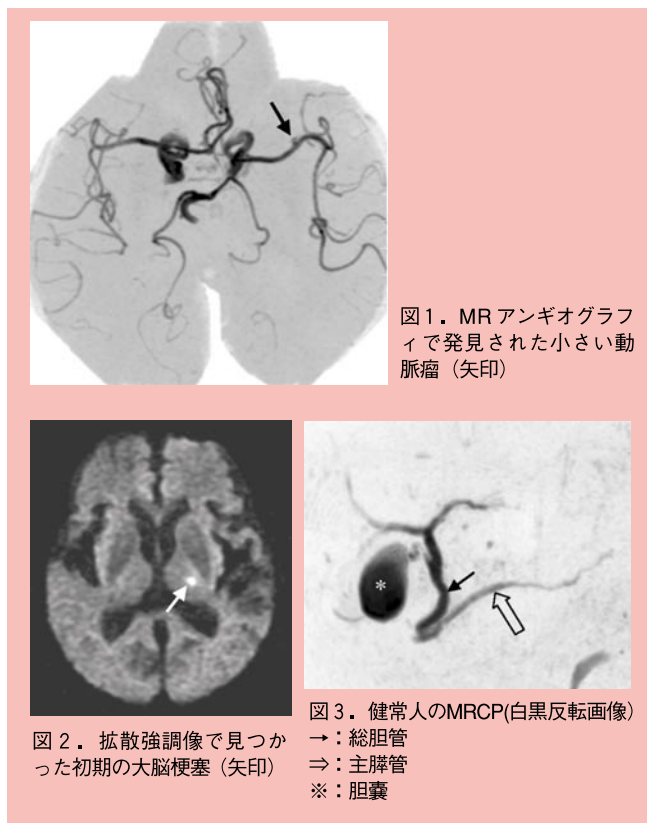 図1．MRアンギオグラフ
ィで発見された小さい動
脈瘤（矢印）
*
図2．拡散強調像で見つか
った初期の大脳梗塞（矢印）
図3．健常人のMRCP(白黒反転画像)
→：総胆管
⇒：主膵管
※：胆嚢